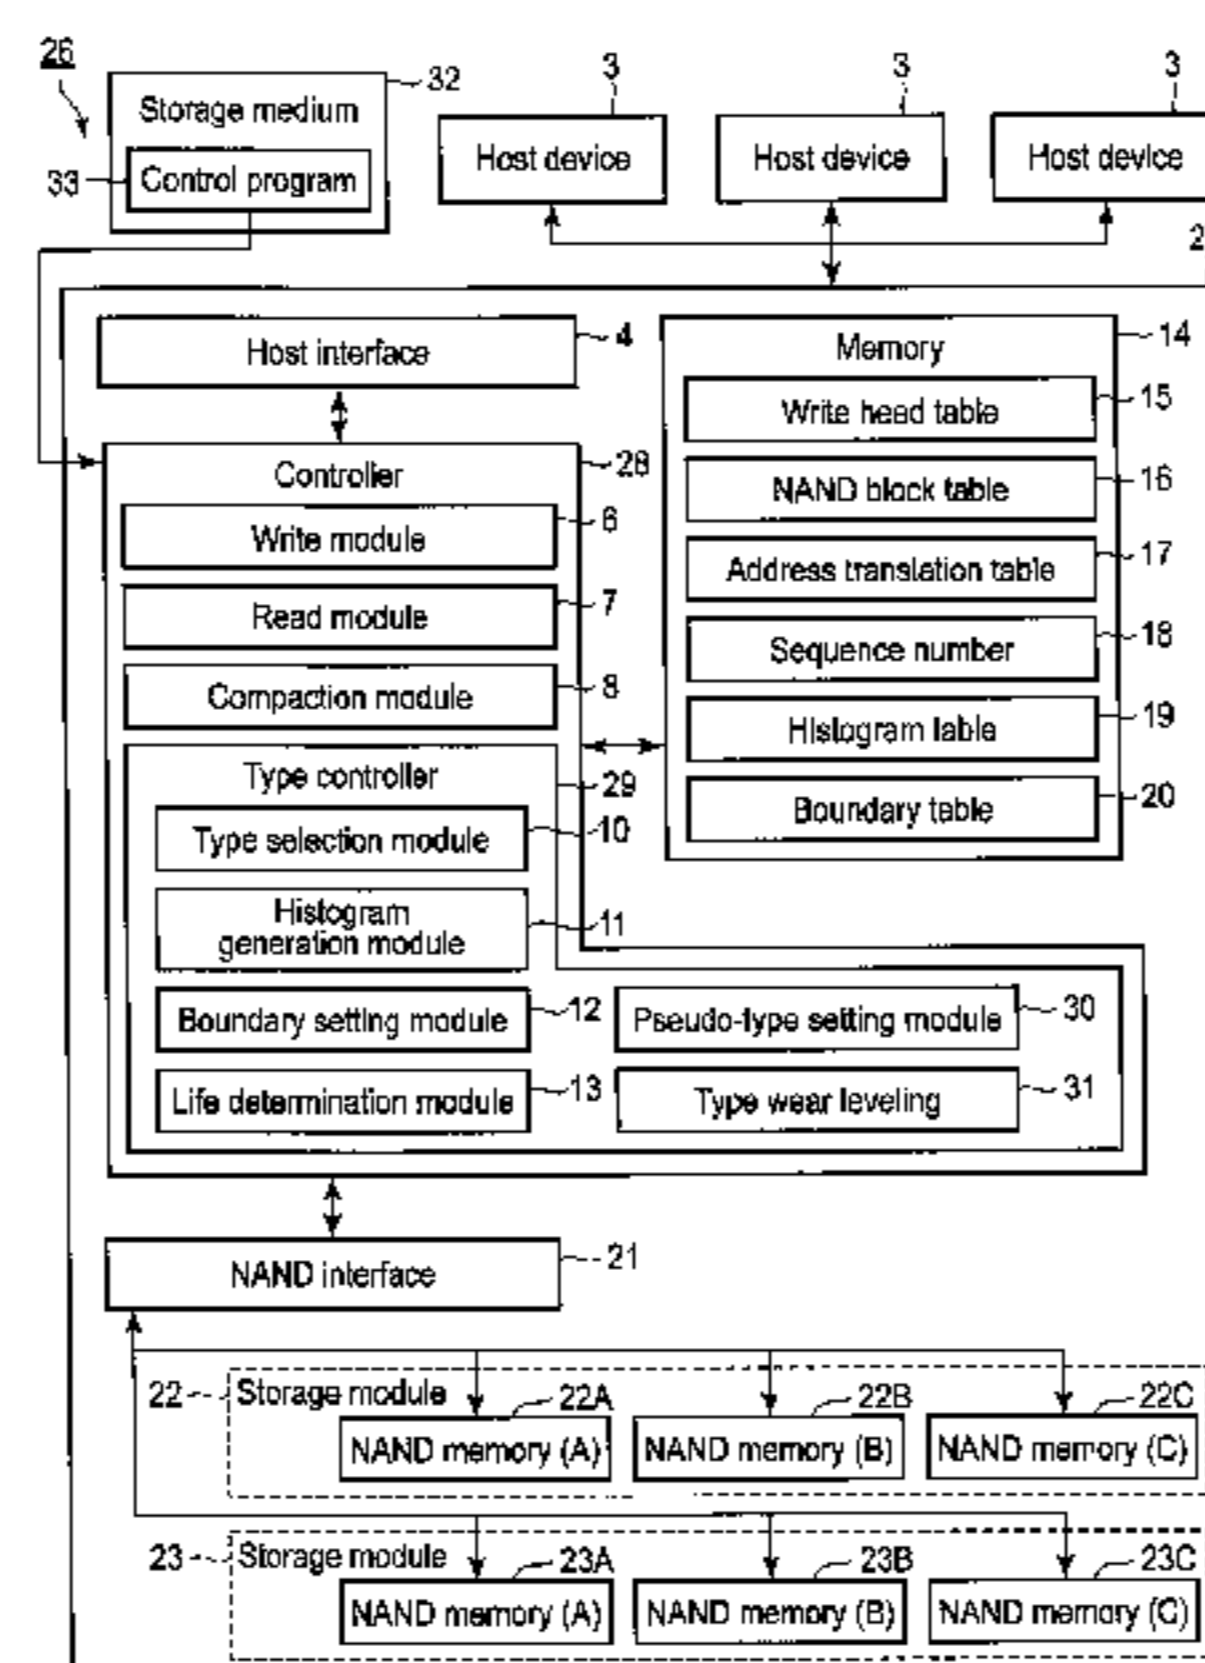 26
32
Storage medium
33
Control program
3
Host device
3
Host device
3
Host device
Host interface
4
Controller
28
Write module
6
Read module
7
Compaction module
8
Type controller
29
Type selection module
10
Histogram
generation module
11
Boundary setting module
12
Life determination module
13
Pseudo-type setting module
30
Type wear leveling
31
Memory
14
Write head table
15
NAND block table
16
Address translation table
17
Sequence number
18
Histogram table
19
Boundary table
20
NAND interface
21
22
Storage module
22A
NAND memory (A)
22B
NAND memory (B)
22C
NAND memory (C)
23
Storage module
23A
NAND memory (A)
23B
NAND memory (B)
23C
NAND memory (C)